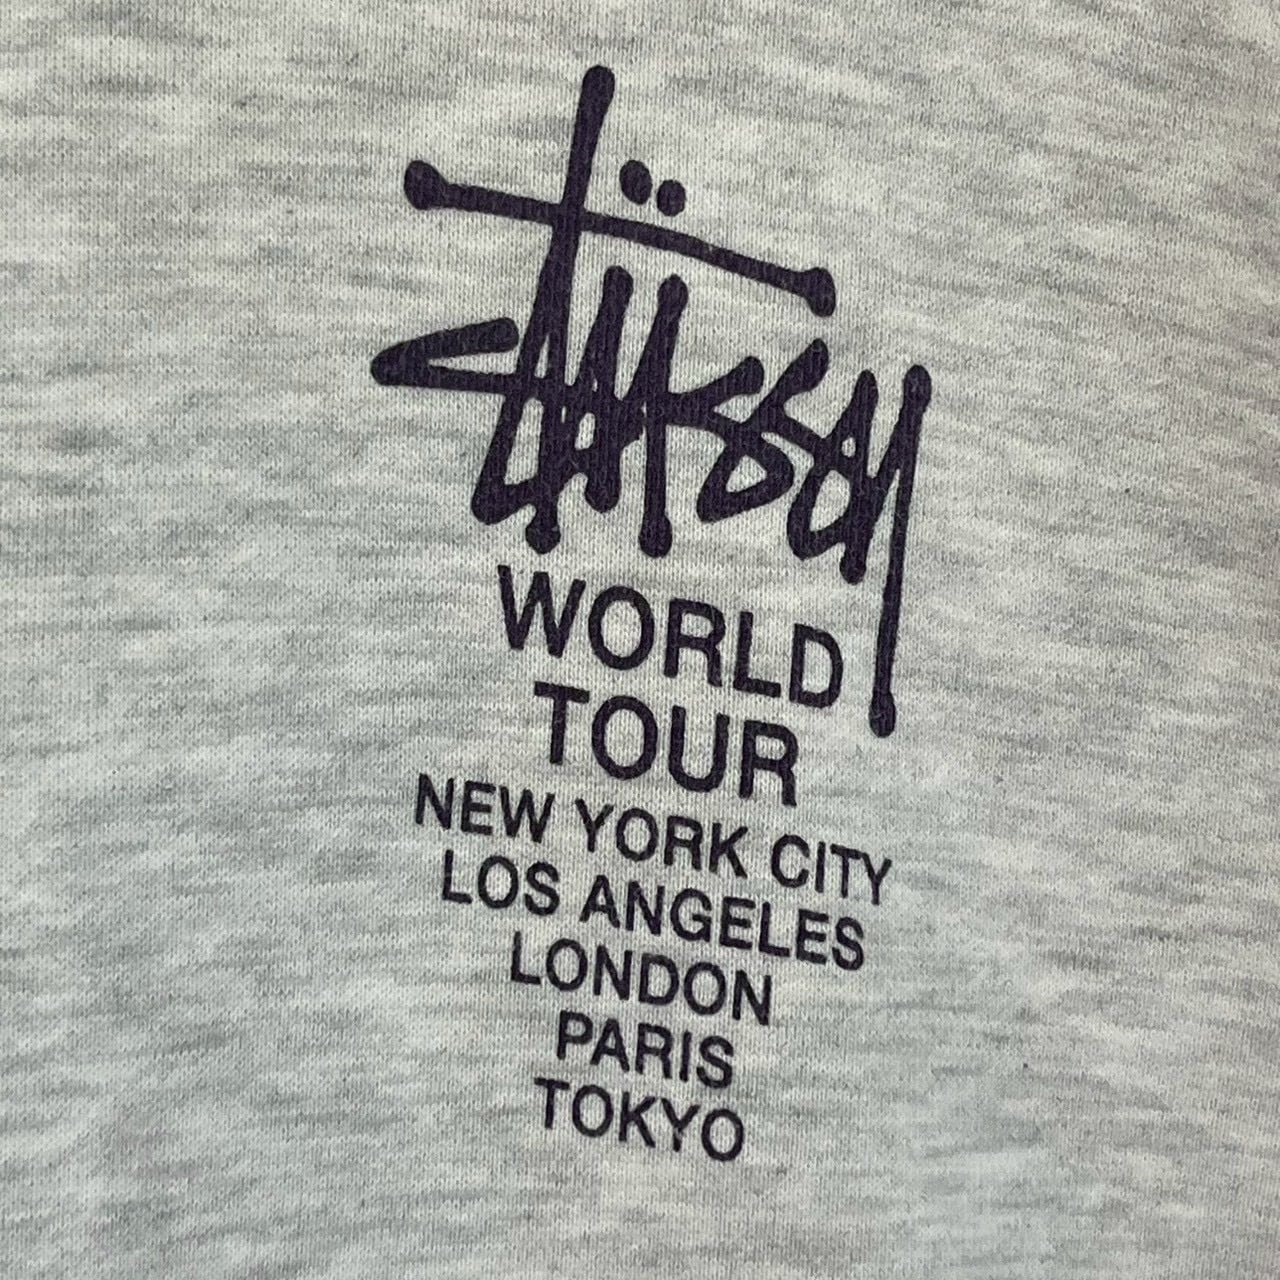 Stüssy
WORLD
TOUR
NEW YORK CITY
LOS ANGELES
LONDON
PARIS
TOKYO